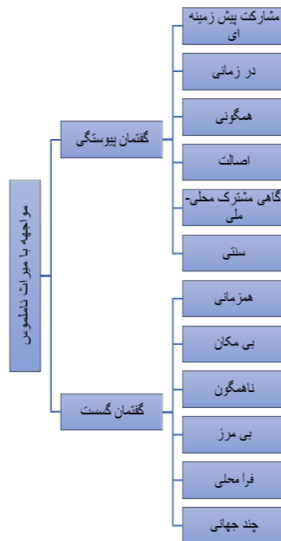 مواجهه با میراث ناملموس
گفتمان پیوستگی
مشارکت پیش زمینه
ای
در زمانی
همگونی
اصالت
گاهی مشترک محلی-
ملی
سنتی
گفتمان گسست
همزمانی
بی مکان
ناهمگون
بی مرز
فرا محلی
چند جهانی